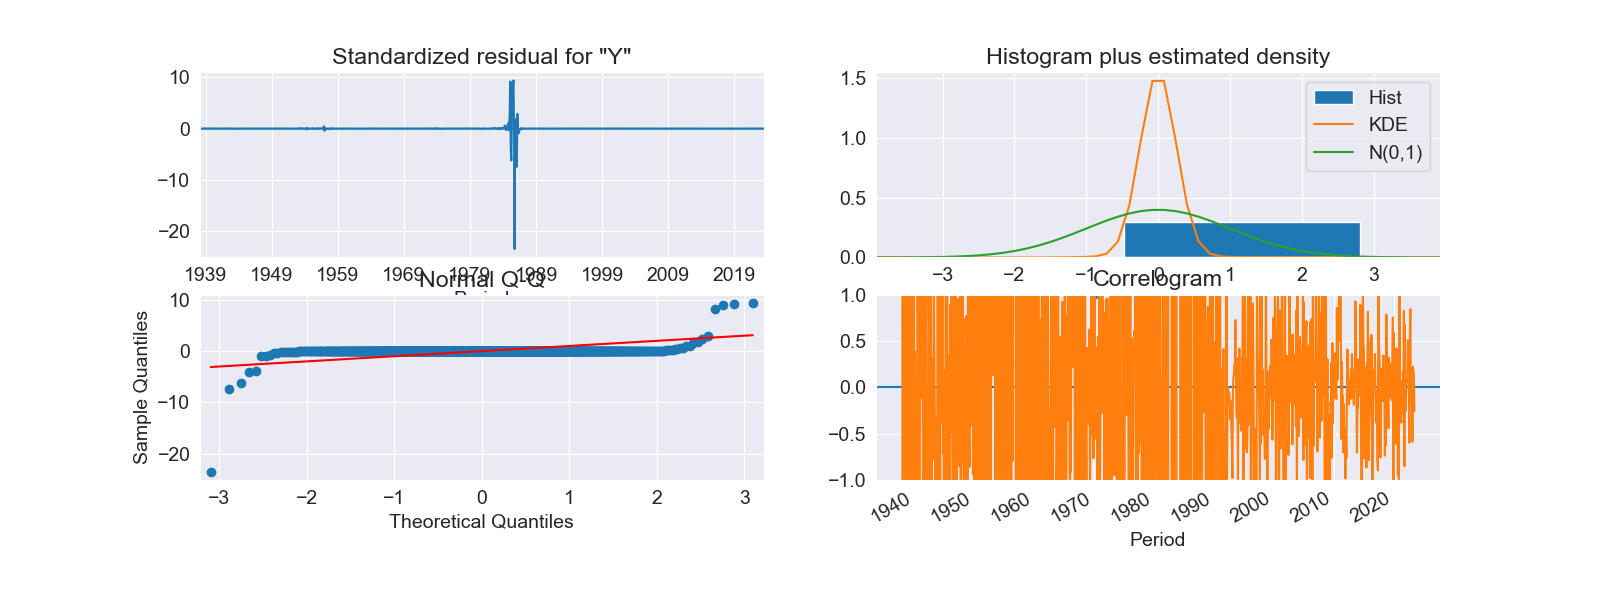 Standardized residual for "Y"
10
0
−10
−20
1939 1949 1959 1969 1979 1989 1999 2009 2019
Histogram plus estimated density
1.5
1.0
0.5
0.0
Hist
KDE
N(0,1)
−3 −2 −1 0 1 2 3
Normal Q-Q
Sample Quantiles
10
0
−10
−20
−3 −2 −1 0 1 2 3
Theoretical Quantiles
Correlogram
1.0
0.5
0.0
−0.5
−1.0
1940 1950 1960 1970 1980 1990 2000 2010 2020
Period